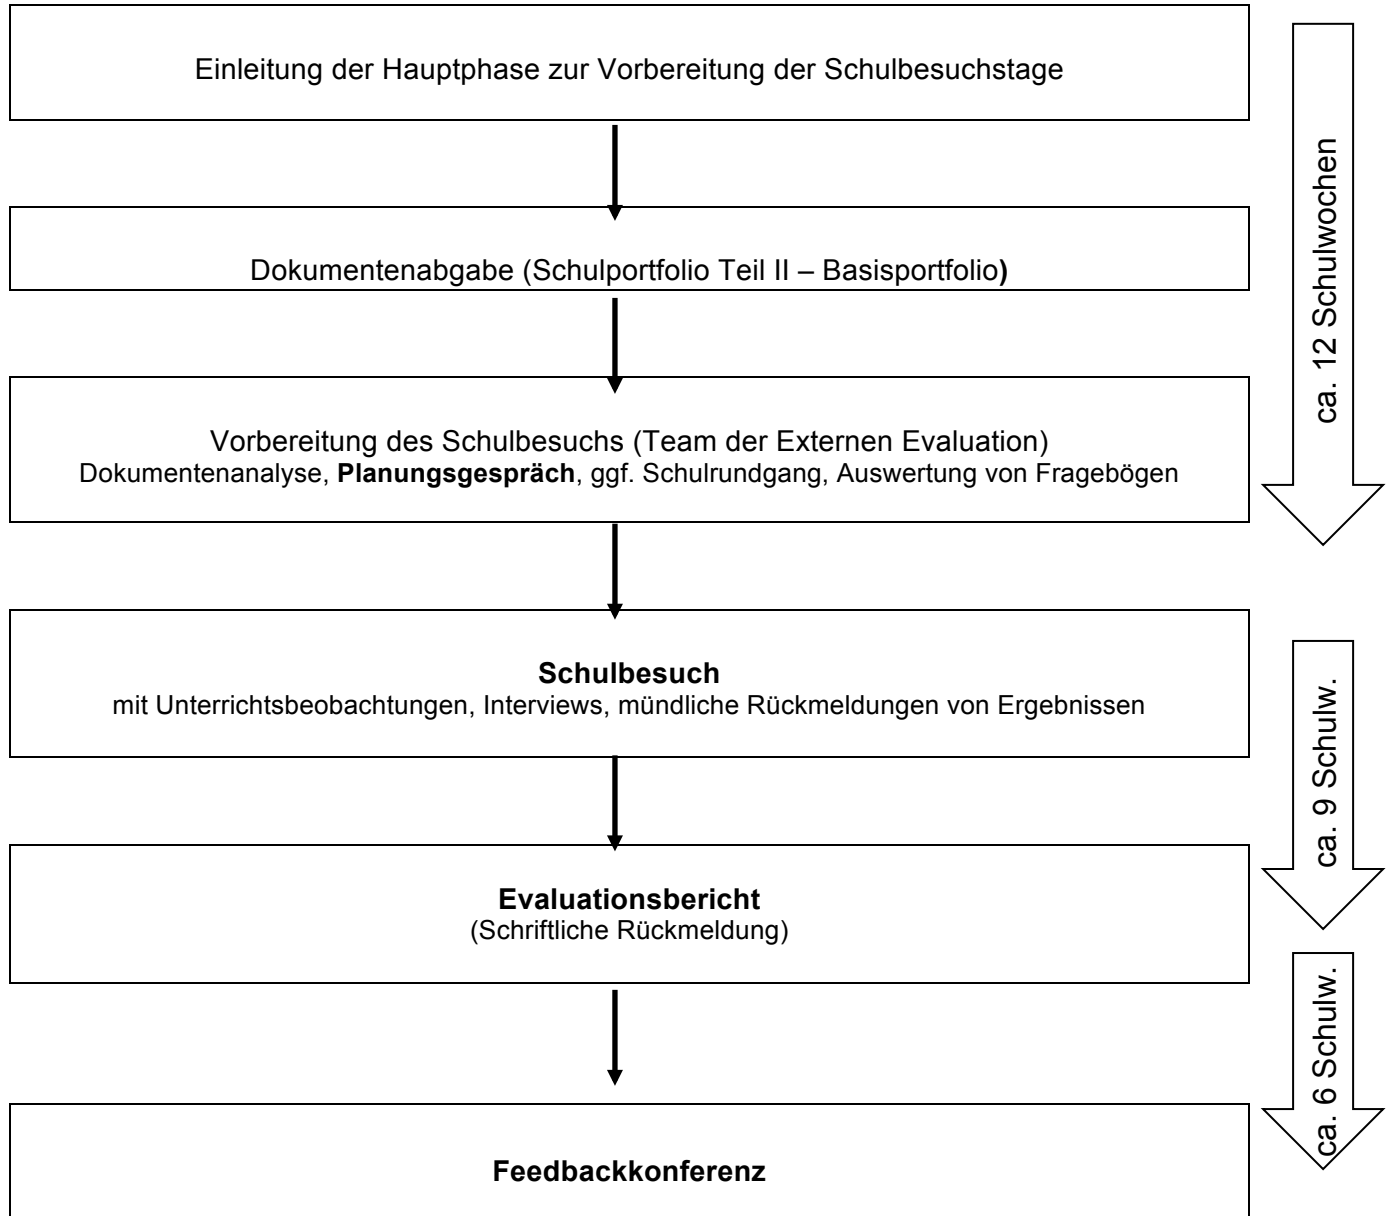 Einleitung der Hauptphase zur Vorbereitung der Schulbesuchstage
Dokumentenabgabe (Schulportfolio Teil II – Basisportfolio)
Vorbereitung des Schulbesuchs (Team der Externen Evaluation)
Dokumentenanalyse, Planungsgespräch, ggf. Schulrundgang, Auswertung von Fragebögen
ca. 12 Schulwochen
Schulbesuch
mit Unterrichtsbeobachtungen, Interviews, mündliche Rückmeldungen von Ergebnissen
Evaluationsbericht
(Schriftliche Rückmeldung)
ca. 9 Schulw.
Feedbackkonferenz
ca. 6 Schulw.